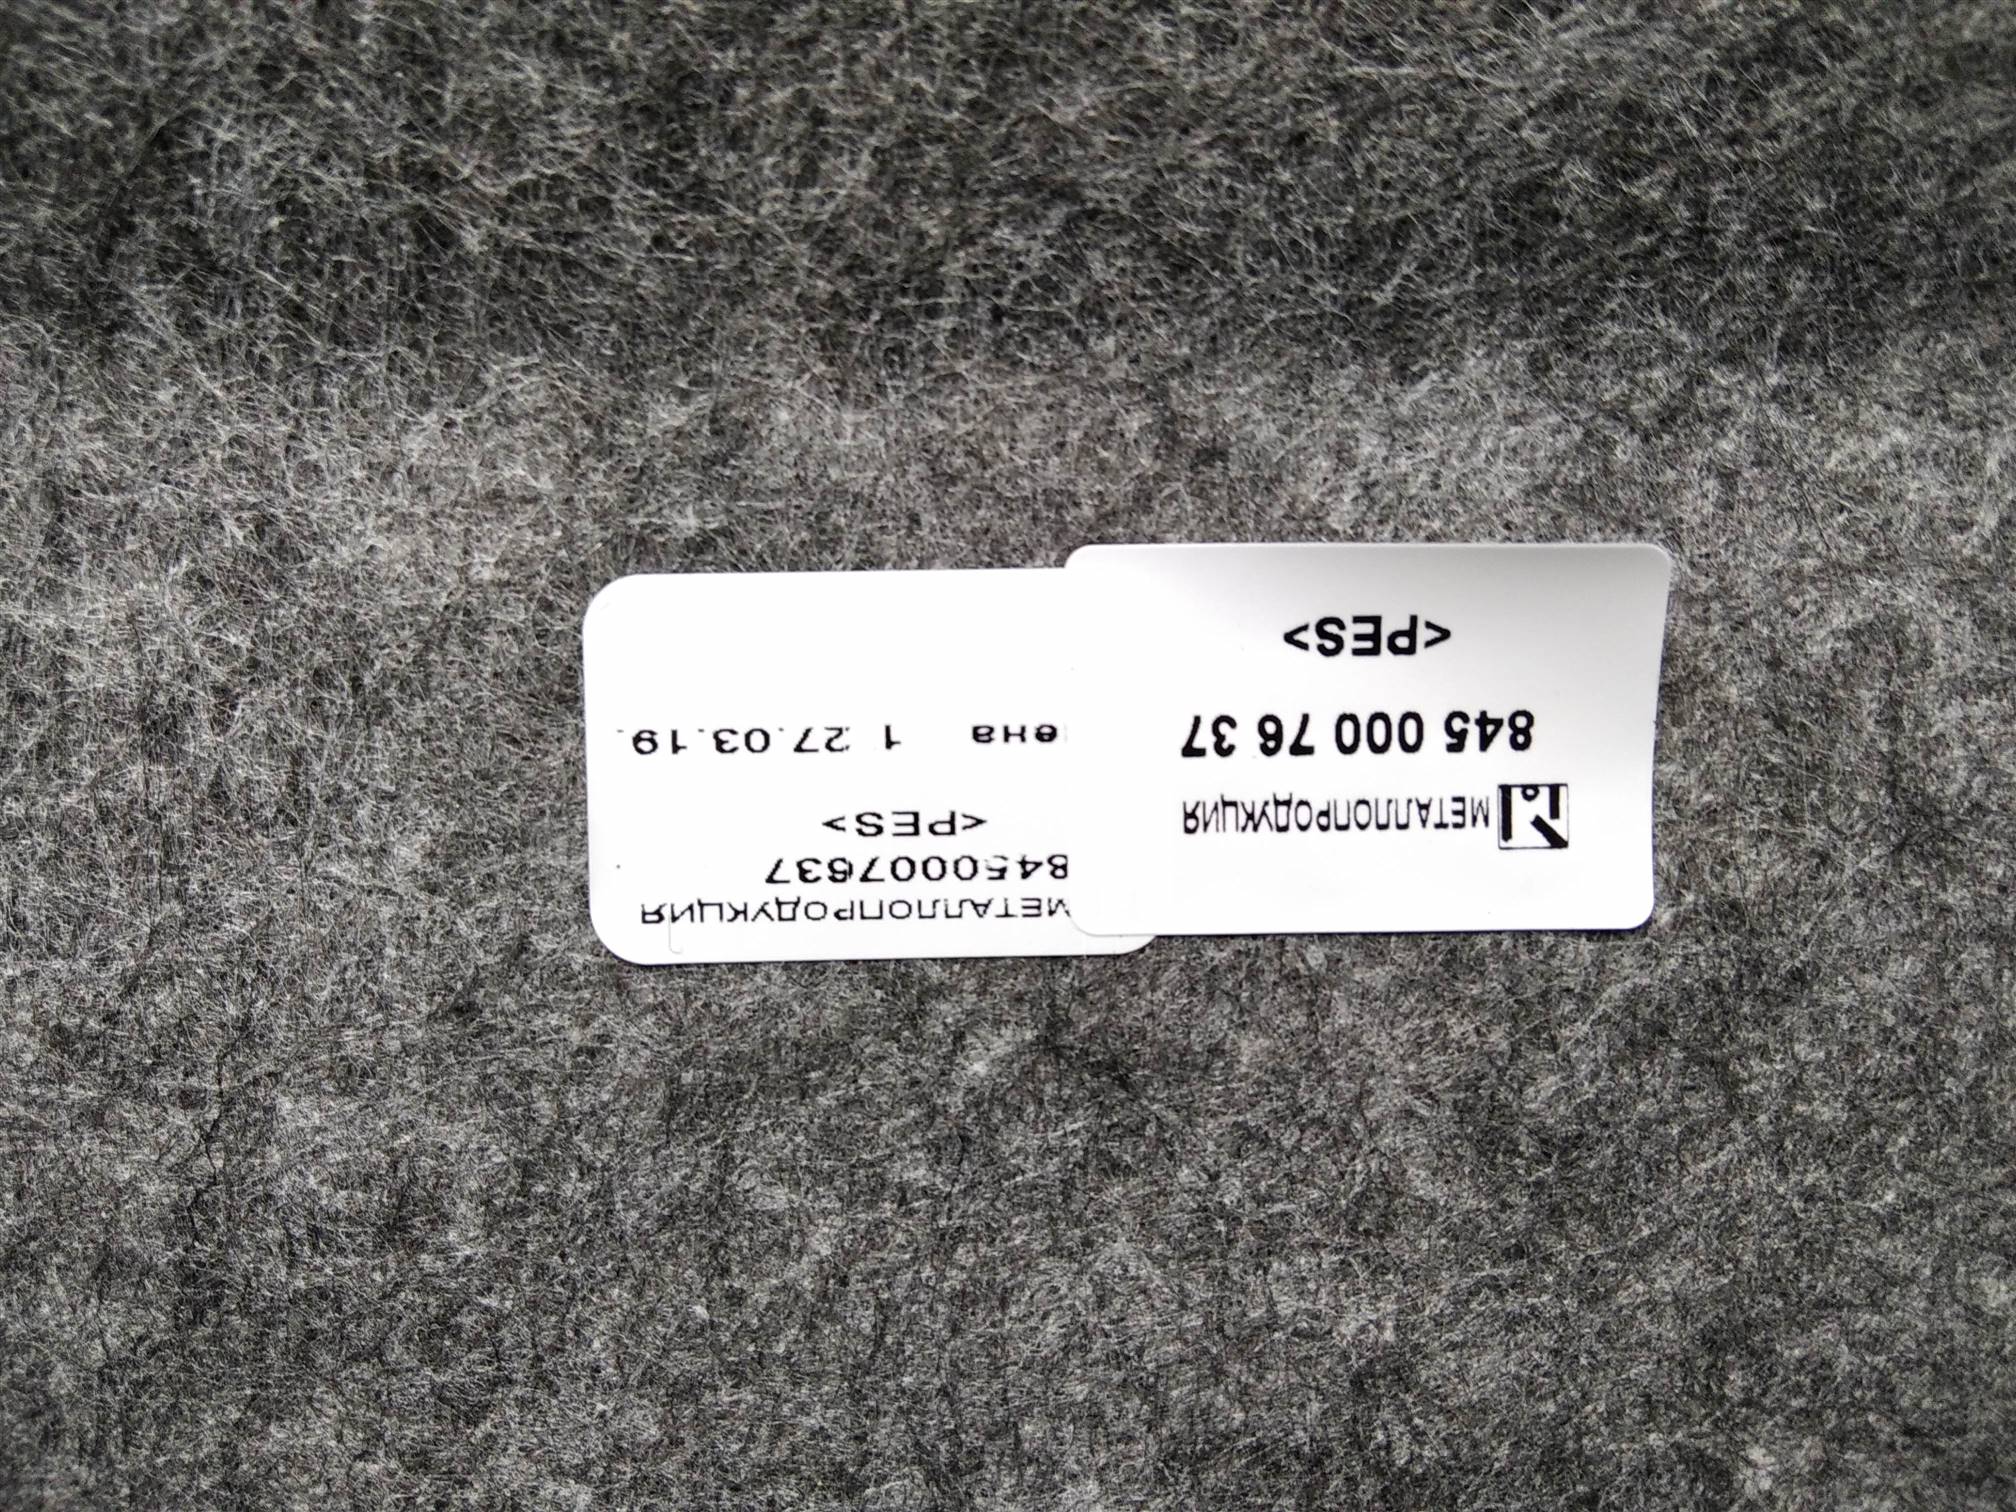 МЕТАЛЛОПРОДУКЦИЯ
845 000 76 37
<PES>
МЕТАЛЛОПРОДУКЦИЯ
8450007637
<PES>
ена 1 27.03.19.